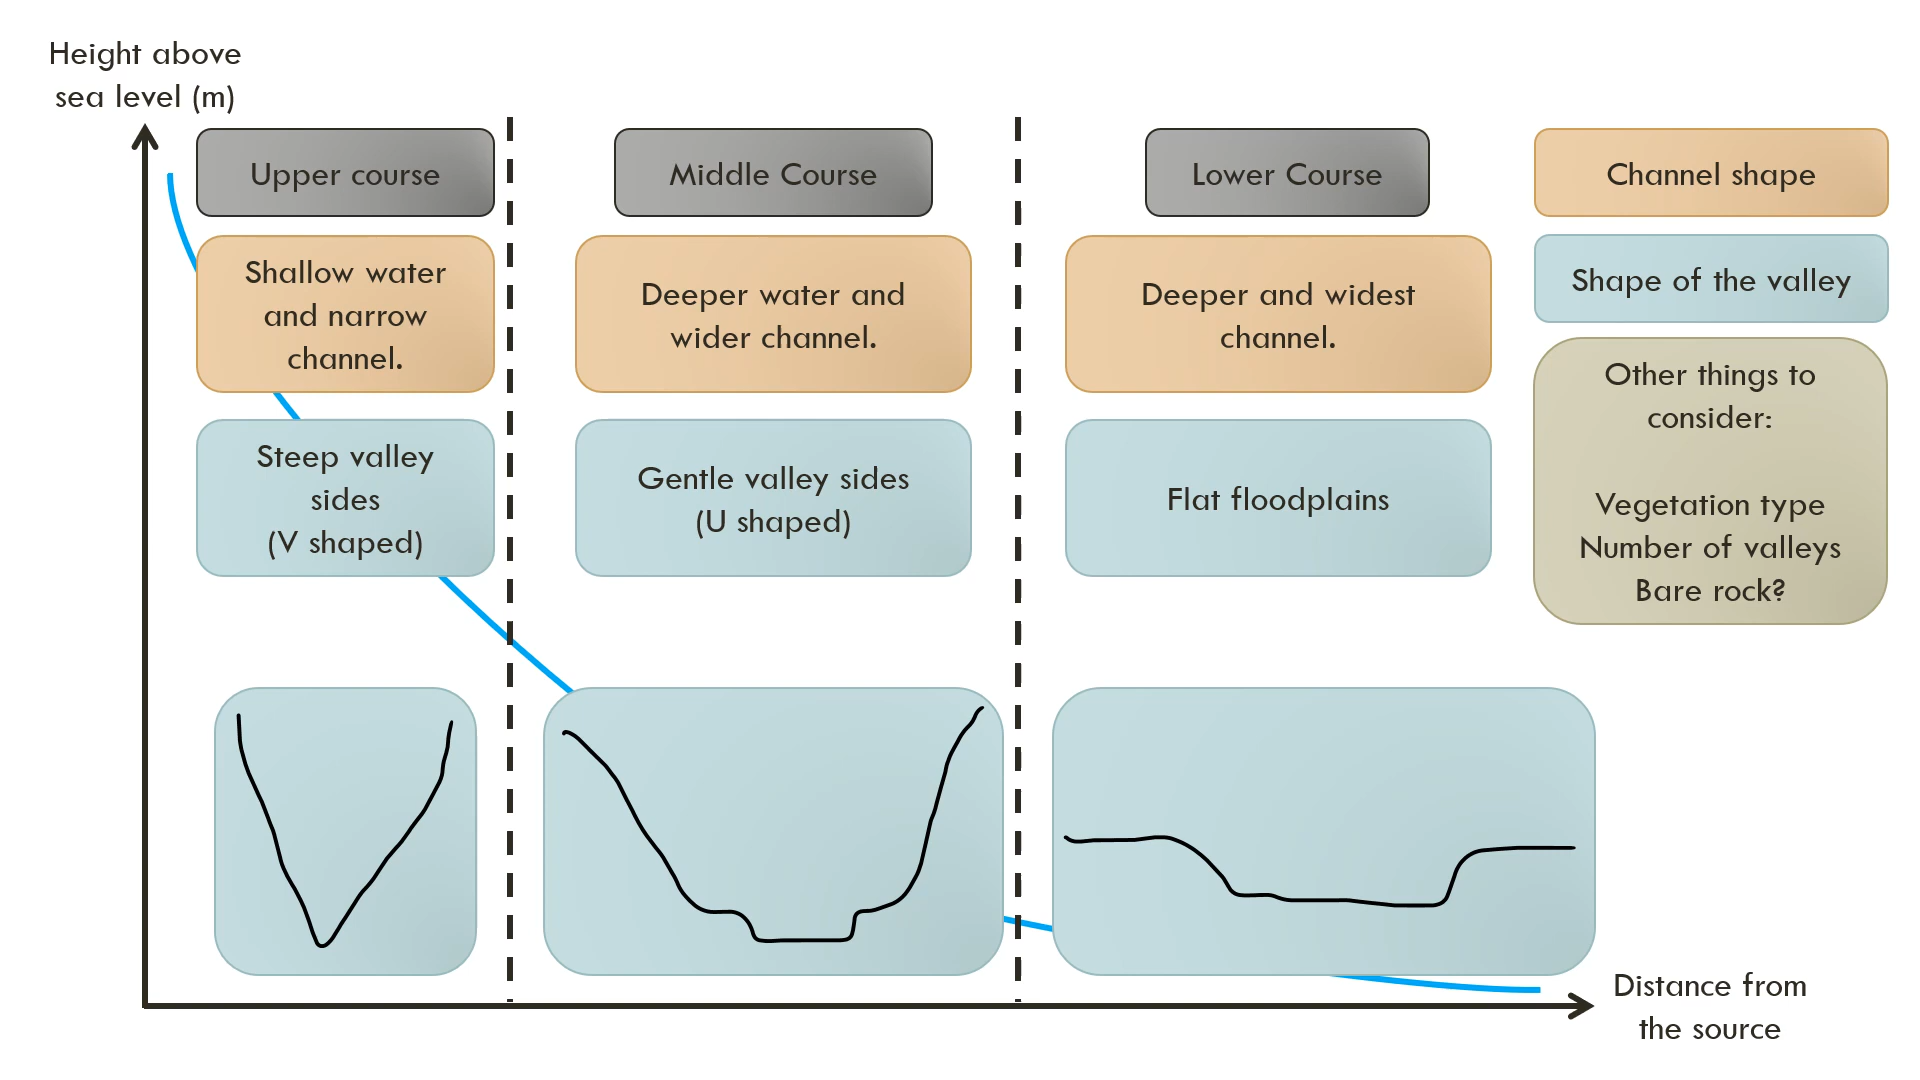 Height above
sea level (m)
Upper course
Middle Course
Lower Course
Channel shape
Shallow water
and narrow
channel.
Deeper water and
wider channel.
Deeper and widest
channel.
Shape of the valley
Steep valley
sides
(V shaped)
Gentle valley sides
(U shaped)
Flat floodplains
Other things to
consider:
Vegetation type
Number of valleys
Bare rock?
Distance from
the source